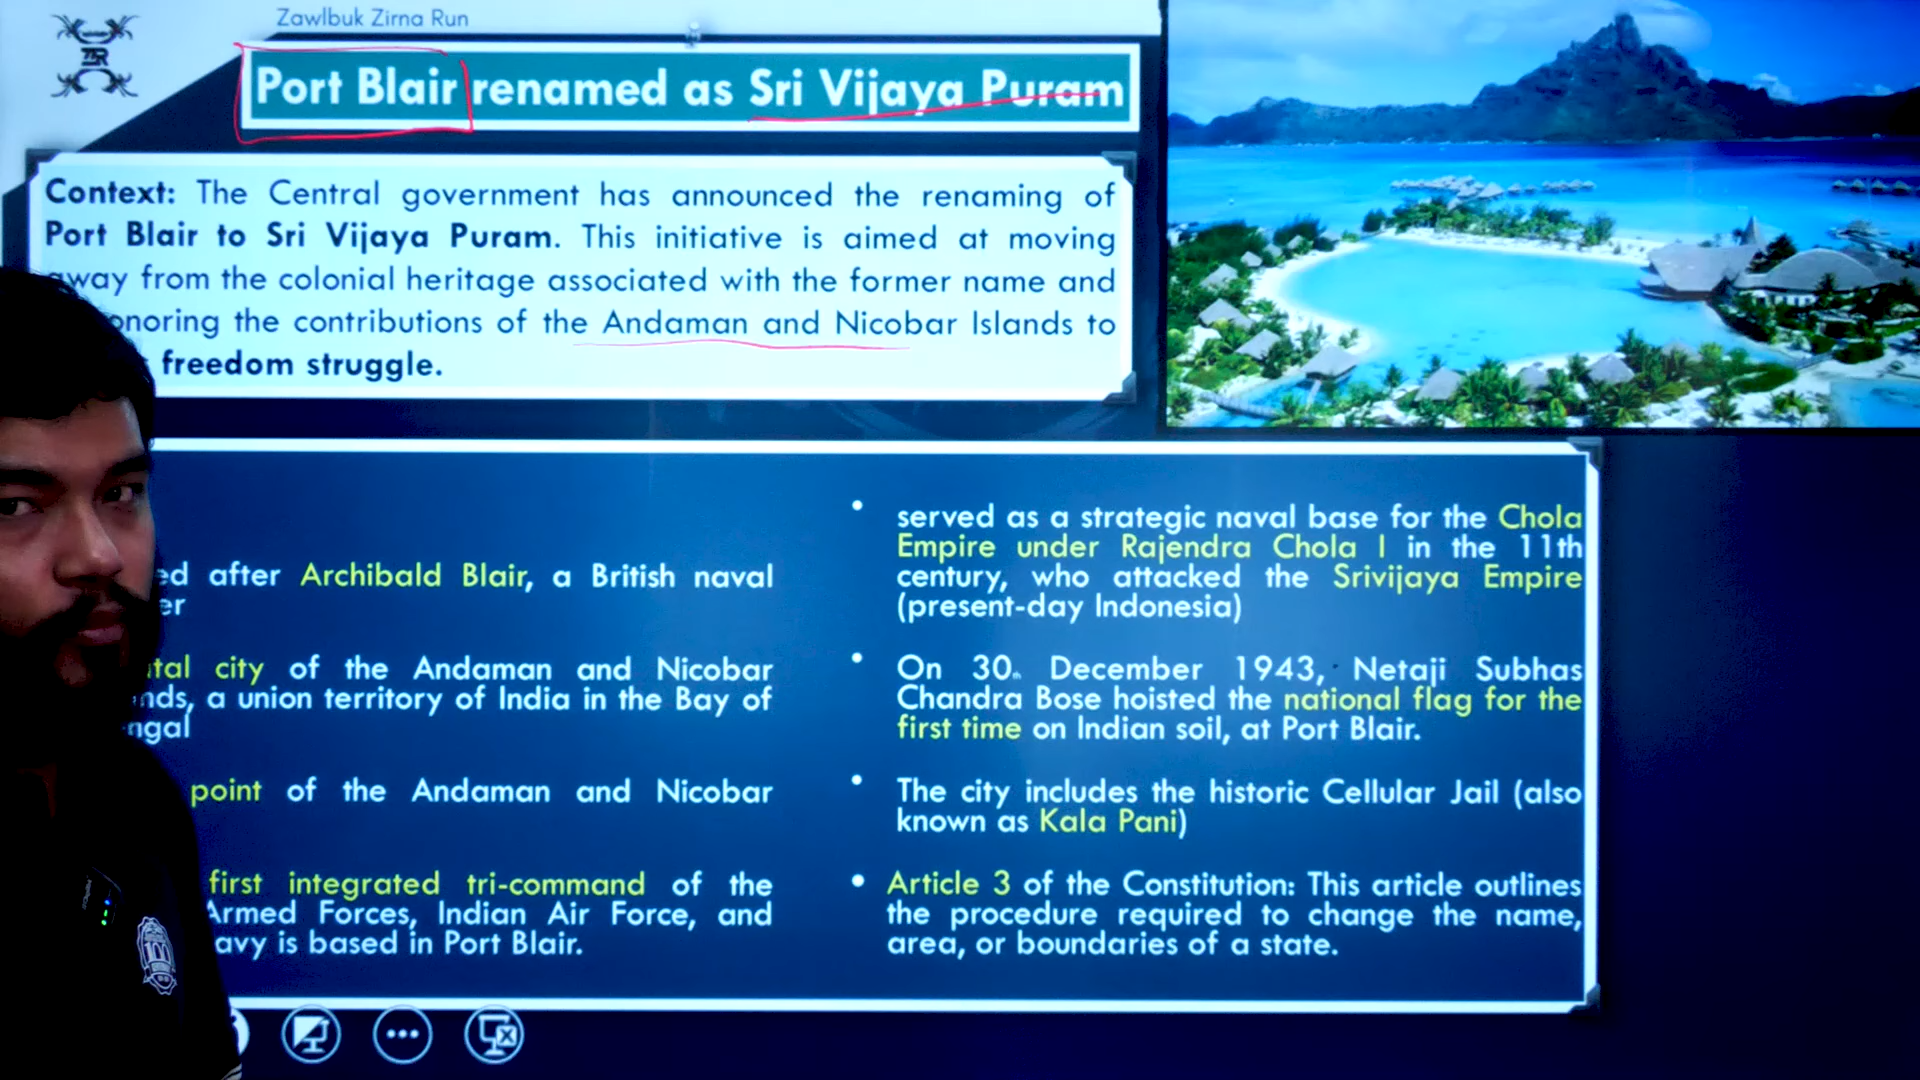 Zawlbuk Zirna Run
ZR
Port Blair renamed as Sri Vijaya Puram
Context: The Central government has announced the renaming of
Port Blair to Sri Vijaya Puram. This initiative is aimed at moving
way from the colonial heritage associated with the former name and
onoring the contributions of the Andaman and Nicobar Islands to
freedom struggle.
ed after Archibald Blair, a British naval
er
ital city of the Andaman and Nicobar
nds, a union territory of India in the Bay of
ngal
point of the Andaman and Nicobar
first integrated tri-command of the
Armed Forces, Indian Air Force, and
avy is based in Port Blair.
• served as a strategic naval base for the Chola
Empire under Rajendra Chola I in the 11th
century, who attacked the Srivijaya Empire
(present-day Indonesia)
• On 30th December 1943, Netaji Subhas
Chandra Bose hoisted the national flag for the
first time on Indian soil, at Port Blair.
• The city includes the historic Cellular Jail (also
known as Kala Pani)
• Article 3 of the Constitution: This article outlines
the procedure required to change the name,
area, or boundaries of a state.
100